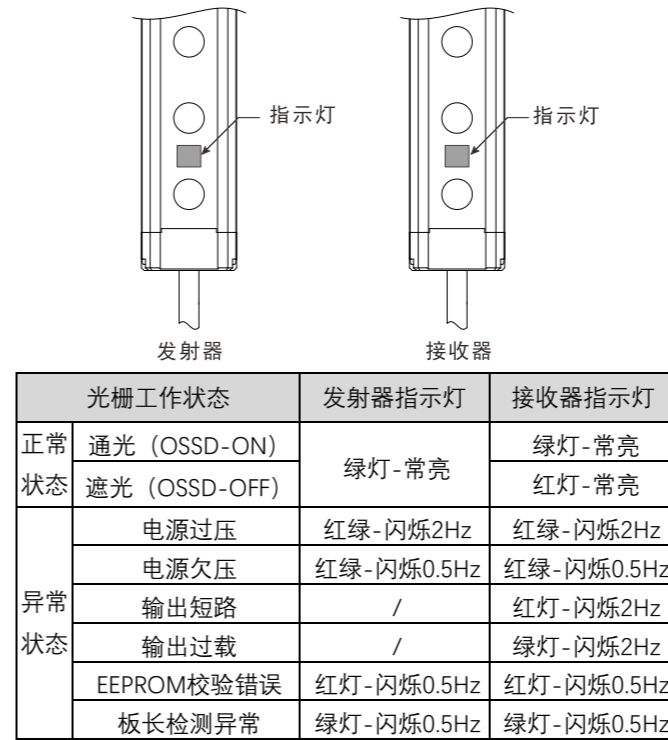 指示灯 指示灯
发射器 接收器
光栅工作状态 发射器指示灯 接收器指示灯
正常状态 通光（OSSD-ON） 绿灯-常亮 绿灯-常亮
遮光（OSSD-OFF） 红灯-常亮
异常状态 电源过压 红绿-闪烁2Hz 红绿-闪烁2Hz
电源欠压 红绿-闪烁0.5Hz 红绿-闪烁0.5Hz
输出短路 / 红灯-闪烁2Hz
输出过载 / 绿灯-闪烁2Hz
EEPROM校验错误 红灯-闪烁0.5Hz 红灯-闪烁0.5Hz
板长检测异常 绿灯-闪烁0.5Hz 绿灯-闪烁0.5Hz